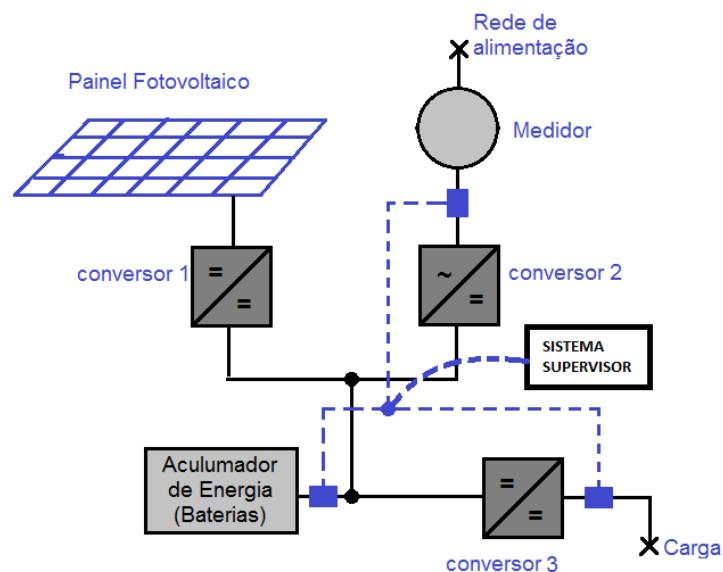 Rede de
alimentação
Painel Fotovoltaico
Medidor
conversor 1
=
=
~
=
conversor 2
SISTEMA
SUPERVISOR
Aculumador
de Energia
(Baterias)
=
=
conversor 3
Carga